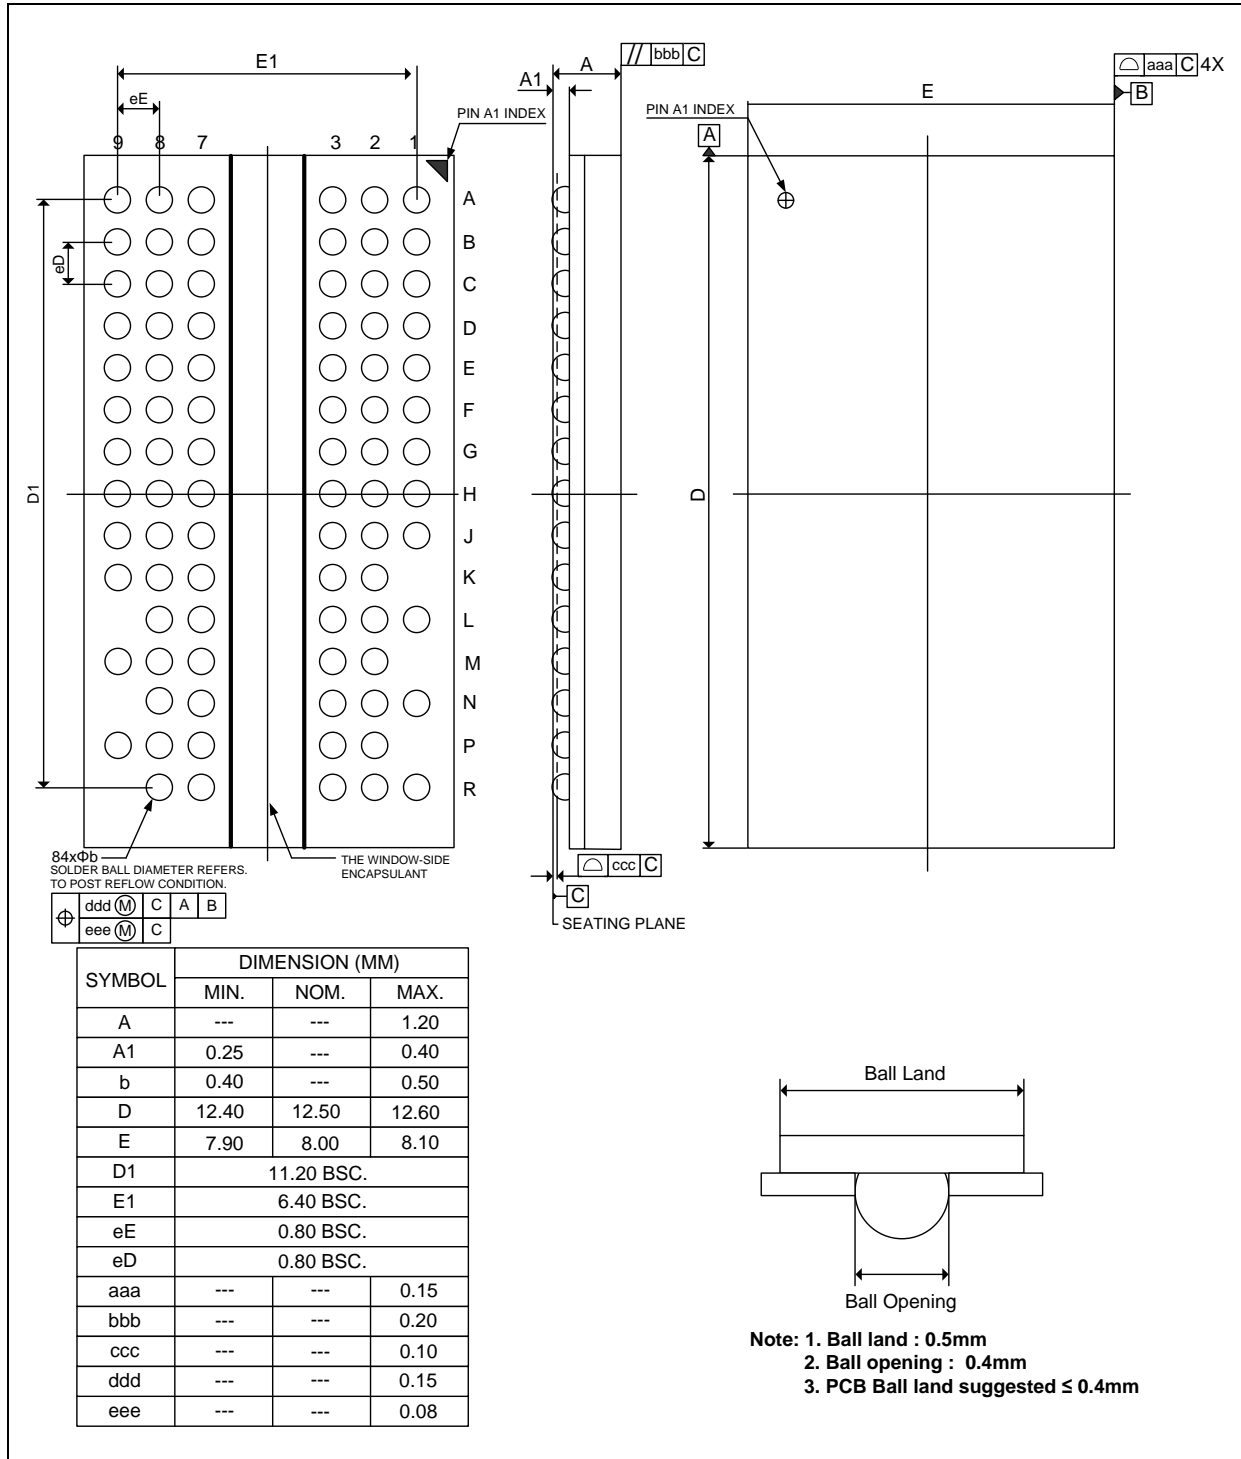 E1
eE
9 8 7 3 2 1
PIN A1 INDEX
A
B
C
D
E
F
G
H
J
K
L
M
N
P
R
eD
D1
84xΦb
SOLDER BALL DIAMETER REFERS.
TO POST REFLOW CONDITION.
ddd Ⓜ C A B
eee Ⓜ C
THE WINDOW-SIDE
ENCAPSULANT
// bbb C
A
A1
ccc C
C
SEATING PLANE
aaa C 4X
B
E
PIN A1 INDEX
A
D
SYMBOL DIMENSION (MM)
MIN. NOM. MAX.
A --- --- 1.20
A1 0.25 --- 0.40
b 0.40 --- 0.50
D 12.40 12.50 12.60
E 7.90 8.00 8.10
D1 11.20 BSC.
E1 6.40 BSC.
eE 0.80 BSC.
eD 0.80 BSC.
aaa --- --- 0.15
bbb --- --- 0.20
ccc --- --- 0.10
ddd --- --- 0.15
eee --- --- 0.08
Ball Land
Ball Opening
Note: 1. Ball land : 0.5mm
2. Ball opening : 0.4mm
3. PCB Ball land suggested ≤ 0.4mm